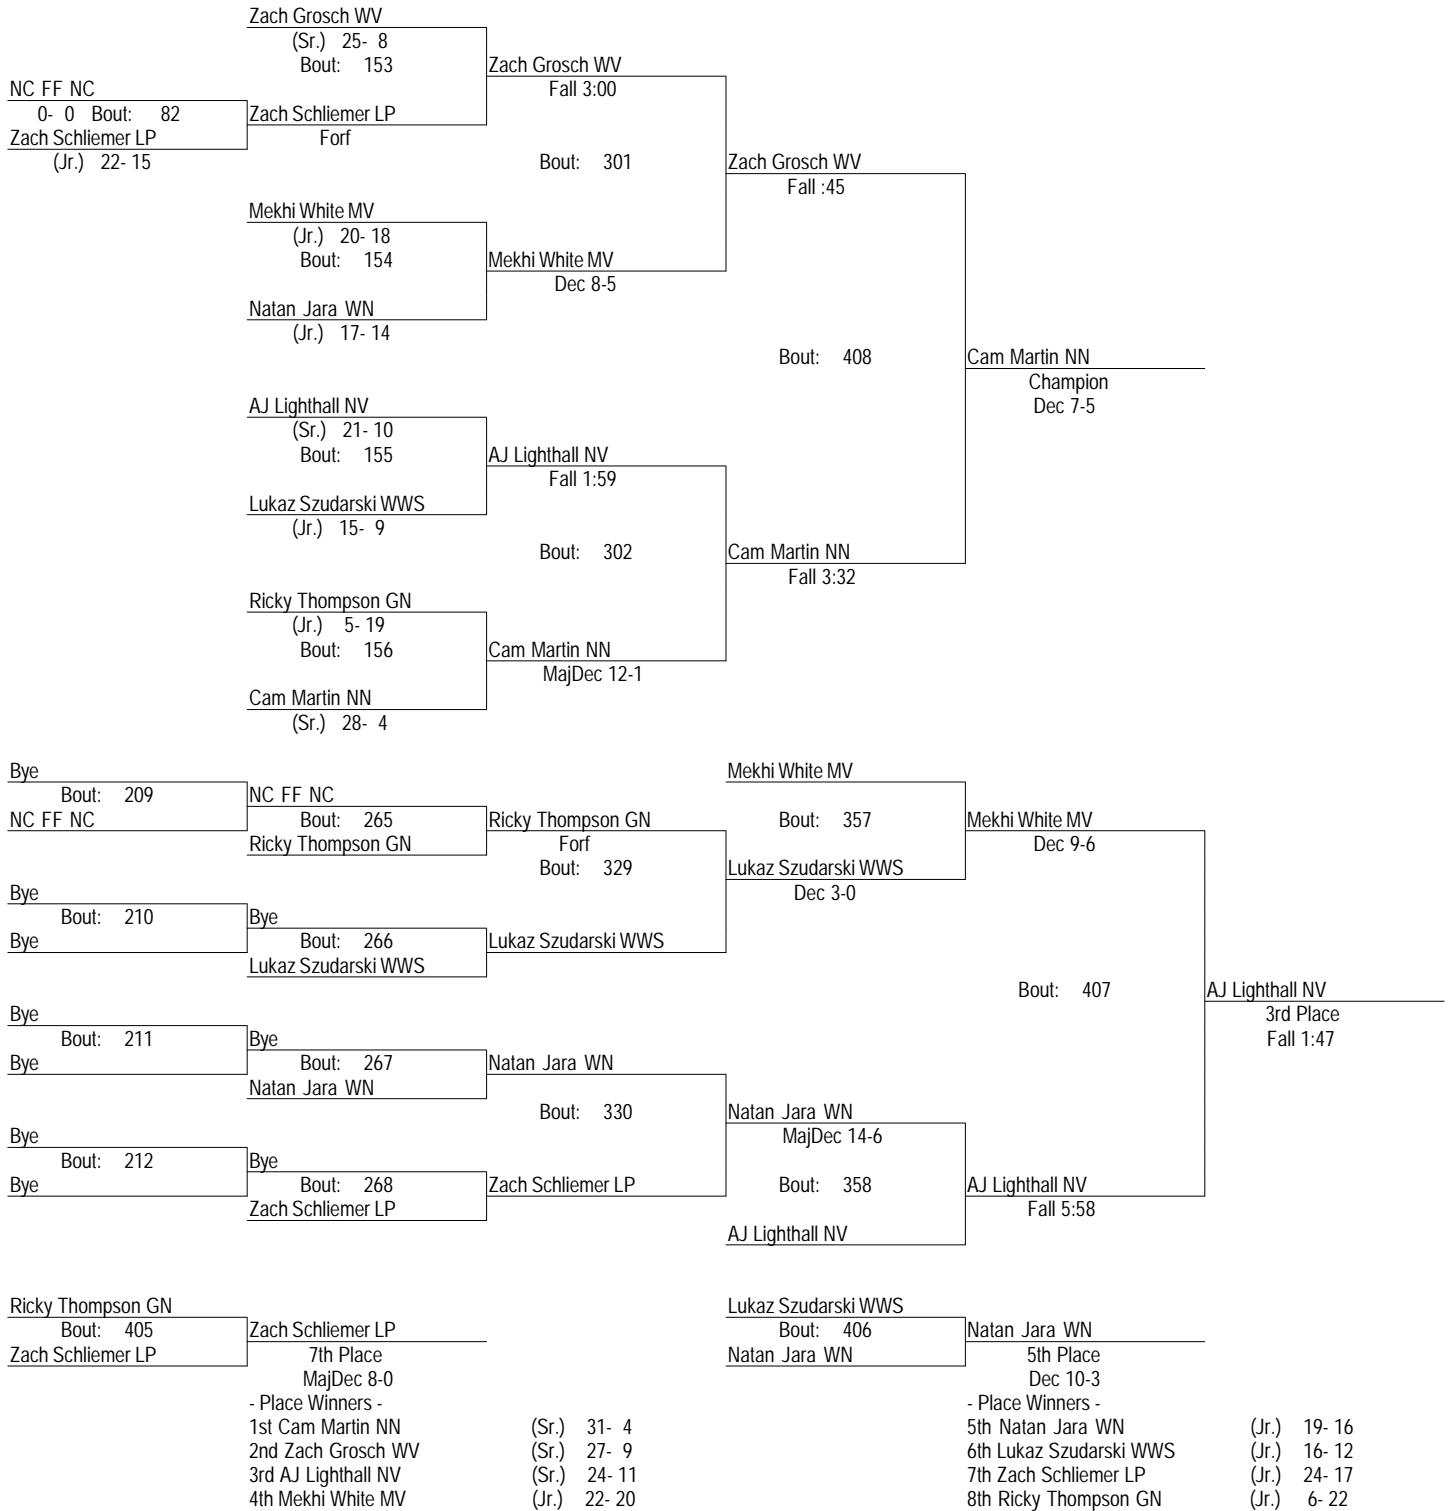 Zach Grosch WV
(Sr.) 25- 8
Bout: 153
Zach Grosch WV
Fall 3:00
NC FF NC
0- 0 Bout: 82
Zach Schliemer LP
Forf
Zach Schliemer LP
(Jr.) 22- 15
Bout: 301
Zach Grosch WV
Fall :45
Mekhi White MV
(Jr.) 20- 18
Bout: 154
Mekhi White MV
Dec 8-5
Natan Jara WN
(Jr.) 17- 14
Bout: 408
Cam Martin NN
Champion
Dec 7-5
AJ Lighthall NV
(Sr.) 21- 10
Bout: 155
AJ Lighthall NV
Fall 1:59
Lukaz Szudarski WWS
(Jr.) 15- 9
Bout: 302
Cam Martin NN
Fall 3:32
Ricky Thompson GN
(Jr.) 5- 19
Bout: 156
Cam Martin NN
MajDec 12-1
Cam Martin NN
(Sr.) 28- 4
Bye
Bout: 209
NC FF NC
NC FF NC
Bout: 265
Ricky Thompson GN
Ricky Thompson GN
Forf
Bout: 329
Mekhi White MV
Bout: 357
Mekhi White MV
Dec 9-6
Lukaz Szudarski WWS
Dec 3-0
Bye
Bout: 210
Bye
Bye
Bout: 266
Lukaz Szudarski WWS
Lukaz Szudarski WWS
Bout: 407
AJ Lighthall NV
3rd Place
Fall 1:47
Bye
Bout: 211
Bye
Bye
Bout: 267
Natan Jara WN
Natan Jara WN
Bout: 330
Natan Jara WN
MajDec 14-6
Bye
Bout: 212
Bye
Bye
Bout: 268
Zach Schliemer LP
Zach Schliemer LP
Bout: 358
AJ Lighthall NV
Fall 5:58
AJ Lighthall NV
Ricky Thompson GN
Bout: 405
Zach Schliemer LP
Zach Schliemer LP
7th Place
MajDec 8-0
Lukaz Szudarski WWS
Bout: 406
Natan Jara WN
Natan Jara WN
5th Place
Dec 10-3
- Place Winners -
1st Cam Martin NN (Sr.) 31- 4
2nd Zach Grosch WV (Sr.) 27- 9
3rd AJ Lighthall NV (Sr.) 24- 11
4th Mekhi White MV (Jr.) 22- 20
- Place Winners -
5th Natan Jara WN (Jr.) 19- 16
6th Lukaz Szudarski WWS (Jr.) 16- 12
7th Zach Schliemer LP (Jr.) 24- 17
8th Ricky Thompson GN (Jr.) 6- 22